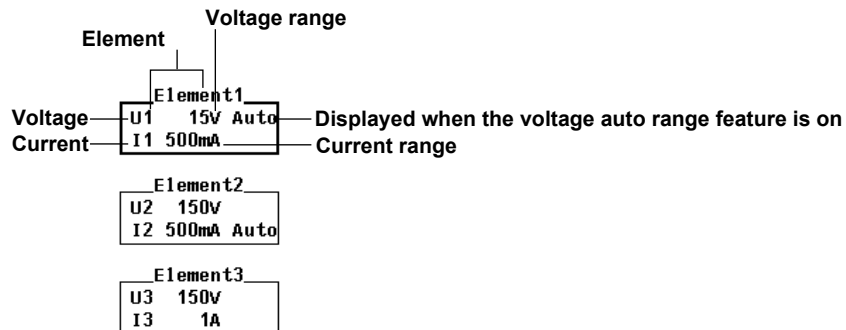 Voltage range
Element
Element1
Voltage U1 15V Auto Displayed when the voltage auto range feature is on
Current I1 500mA Current range
Element2
U2 150V
I2 500mA Auto
Element3
U3 150V
I3 1A